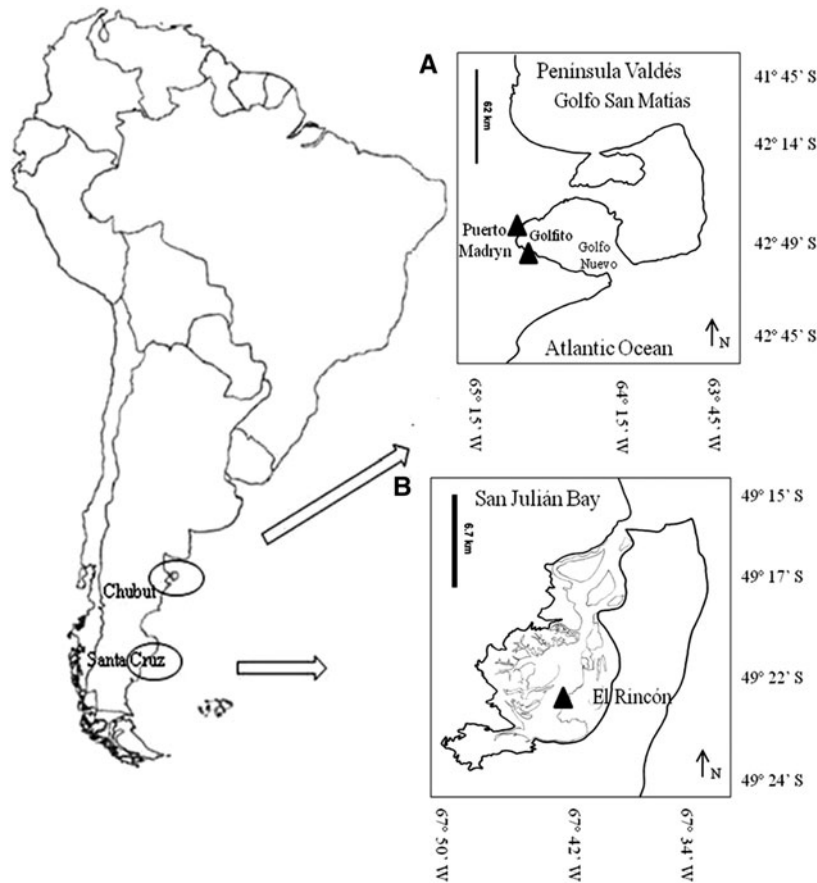 A
Península Valdés
Golfo San Matías
62 km
Puerto
Madryn
Golfito
Golfo
Nuevo
Atlantic Ocean
N
41° 45` S
42° 14` S
42° 49` S
42° 45` S
65° 15` W
64° 15` W
63° 45` W
Chubut
Santa Cruz
B
San Julián Bay
6.7 km
El Rincón
N
49° 15` S
49° 17` S
49° 22` S
49° 24` S
67° 50` W
67° 42` W
67° 34` W